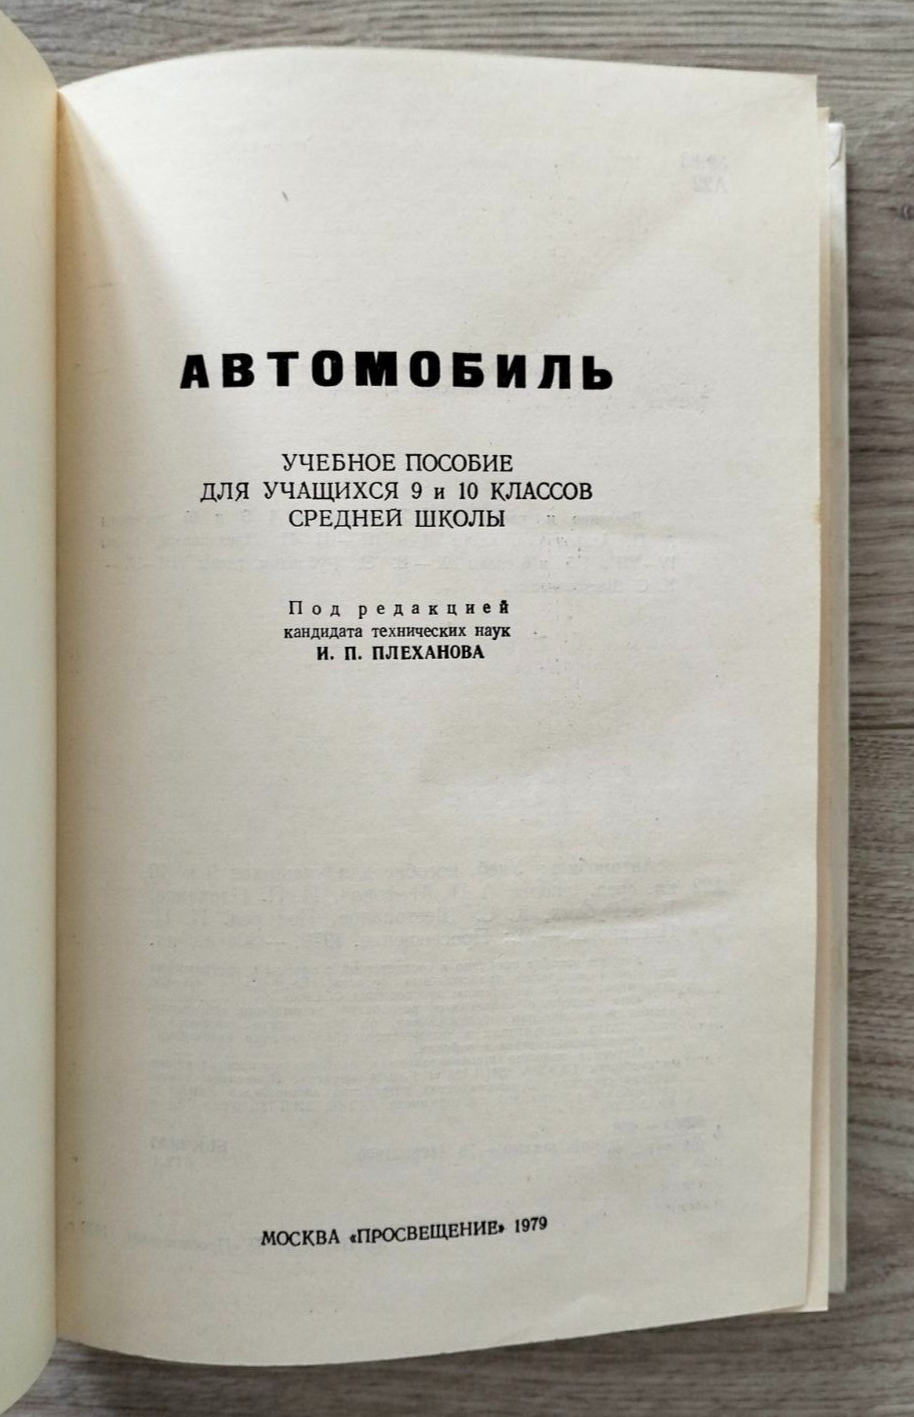 АВТОМОБИЛЬ
УЧЕБНОЕ ПОСОБИЕ
ДЛЯ УЧАЩИХСЯ 9 и 10 КЛАССОВ
СРЕДНЕЙ ШКОЛЫ
Под редакцией
кандидата технических наук
И. П. ПЛЕХАНОВА
МОСКВА «ПРОСВЕЩЕНИЕ» 1979